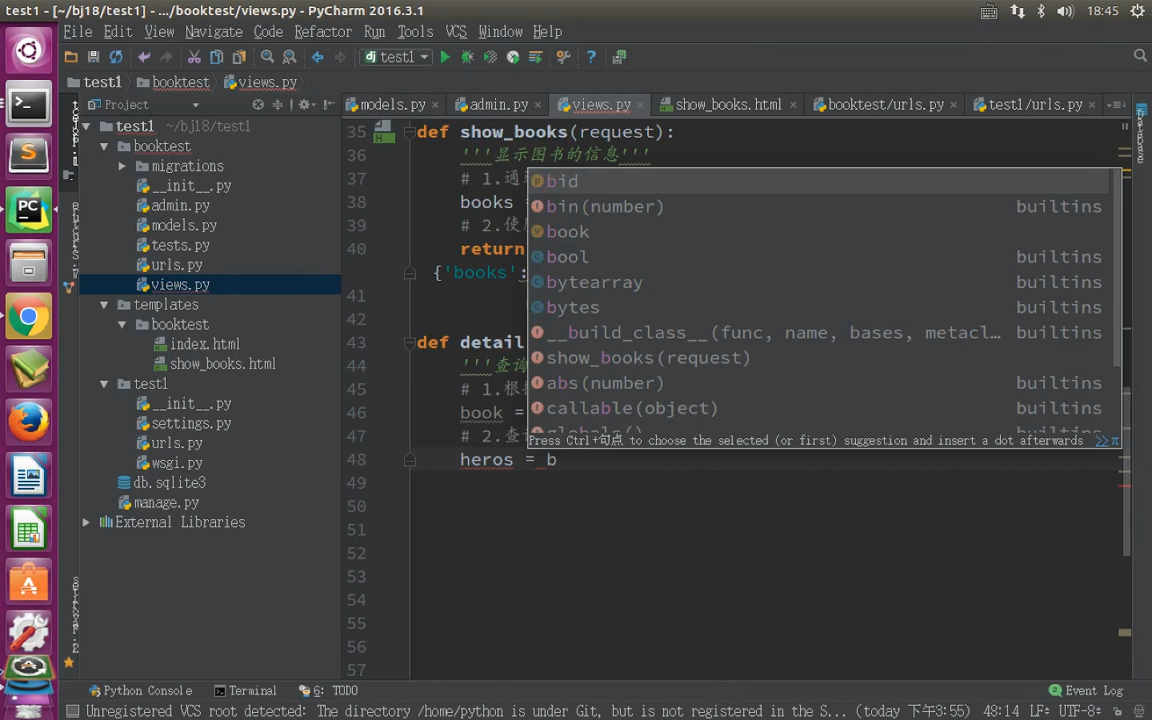 test1 - [~/bj18/test1] - .../booktest/views.py - PyCharm 2016.3.1
18:45
File Edit View Navigate Code Refactor Run Tools VCS Window Help
dj test1
test1 booktest views.py
Project
models.py admin.py views.py show_books.html booktest/urls.py test1/urls.py
test1 ~/bj18/test1
booktest
migrations
__init__.py
admin.py
models.py
tests.py
urls.py
views.py
templates
booktest
index.html
show_books.html
test1
__init__.py
settings.py
urls.py
wsgi.py
db.sqlite3
manage.py
External Libraries
35 def show_books(request):
36 '''显示图书的信息'''
37 # 1.通
38 books =
39 # 2.使
40 return
{'books':
41
42
43 def detail
44 '''查询
45 # 1.根
46 book =
47 # 2.查
48 heros = b
49
50
51
52
53
54
55
56
57
bid
bin(number) builtins
book
bool builtins
bytearray builtins
bytes builtins
__build_class__(func, name, bases, metacl... builtins
show_books(request)
abs(number) builtins
callable(object) builtins
globals() builtins
Press Ctrl+句点 to choose the selected (or first) suggestion and insert a dot afterwards >> π
Python Console Terminal 6: TODO Event Log
Unregistered VCS root detected: The directory /home/python is under Git, but is not registered in the S... (today 下午3:55) 48:14 LF UTF-8